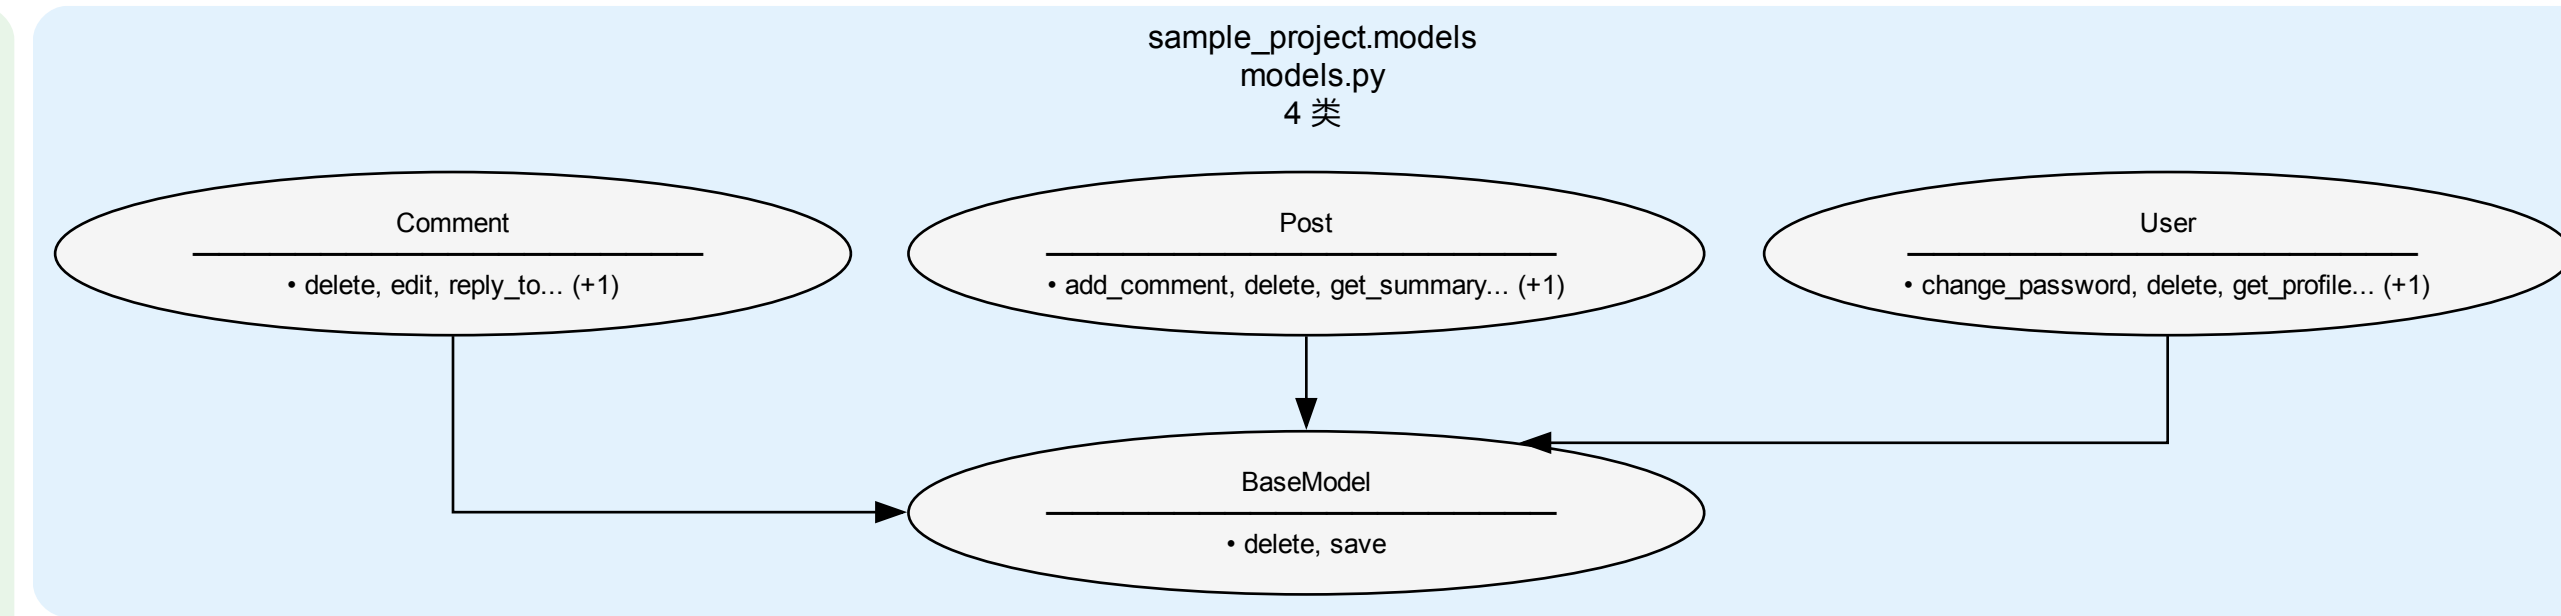 sample_project.models
models.py
4 类
Comment
• delete, edit, reply_to... (+1)
Post
• add_comment, delete, get_summary... (+1)
User
• change_password, delete, get_profile... (+1)
BaseModel
• delete, save